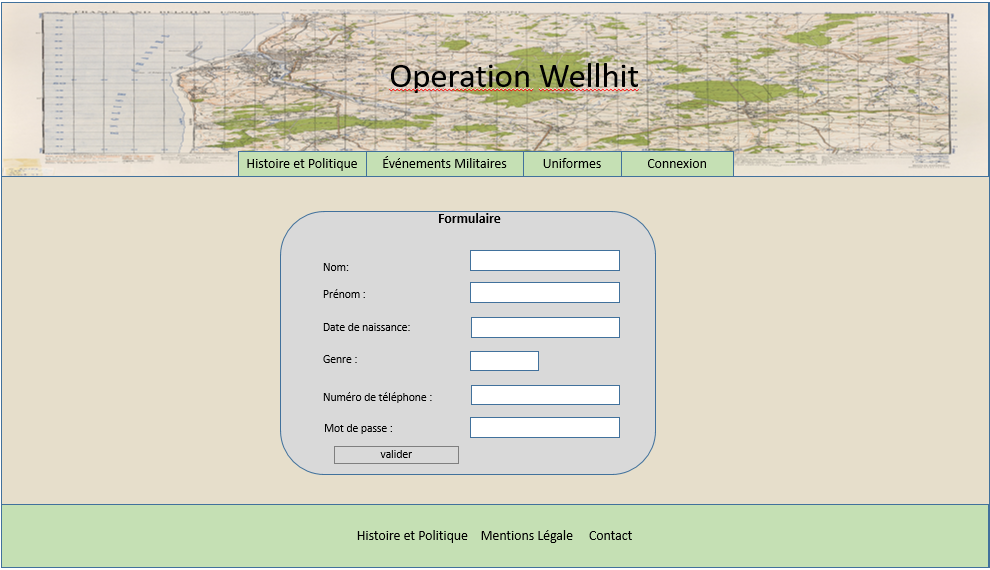 Operation Wellhit
Histoire et Politique Événements Militaires Uniformes Connexion
Formulaire
Nom:
Prénom :
Date de naissance:
Genre :
Numéro de téléphone :
Mot de passe :
valider
Histoire et Politique Mentions Légale Contact